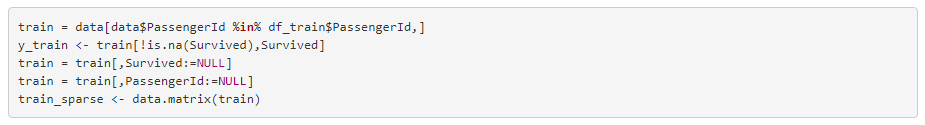 train = data[data$PassengerId %in% df_train$PassengerId,]
y_train <- train[!is.na(Survived),Survived]
train = train[,Survived:=NULL]
train = train[,PassengerId:=NULL]
train_sparse <- data.matrix(train)